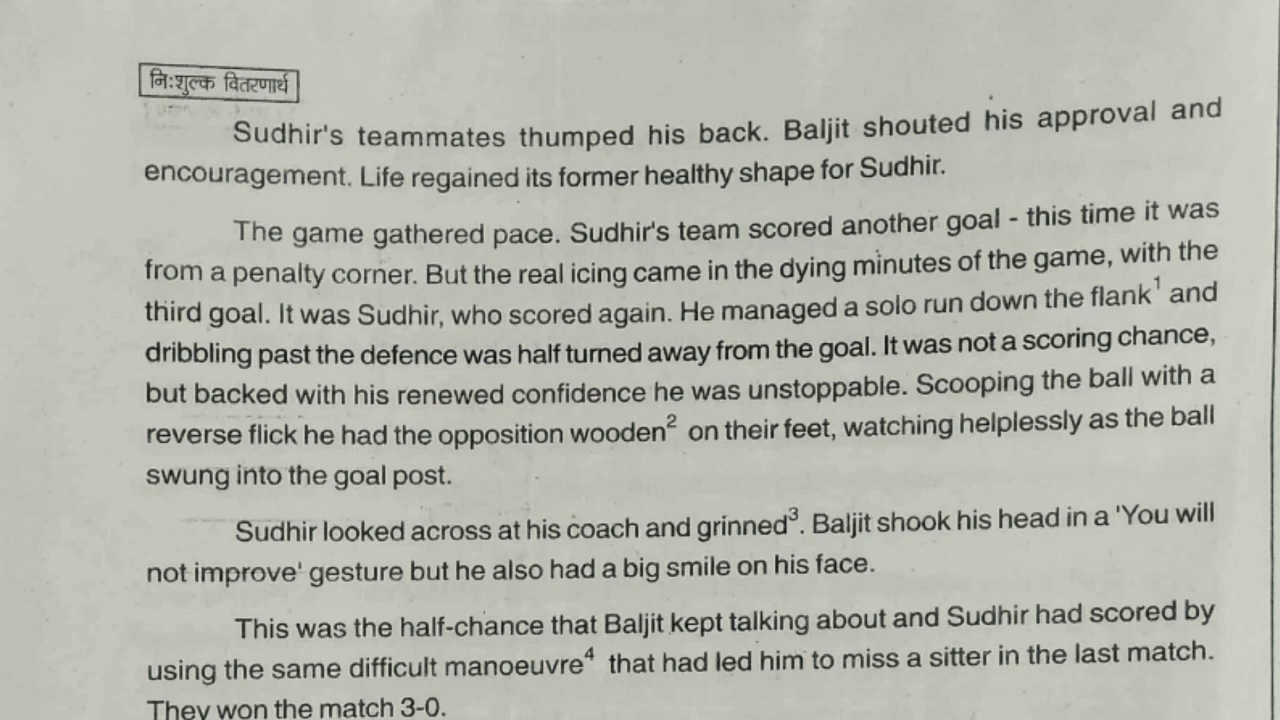 निःशुल्क वितरणार्थ
Sudhir's teammates thumped his back. Baljit shouted his approval and
encouragement. Life regained its former healthy shape for Sudhir.
The game gathered pace. Sudhir's team scored another goal - this time it was
from a penalty corner. But the real icing came in the dying minutes of the game, with the
third goal. It was Sudhir, who scored again. He managed a solo run down the flank¹ and
dribbling past the defence was half turned away from the goal. It was not a scoring chance,
but backed with his renewed confidence he was unstoppable. Scooping the ball with a
reverse flick he had the opposition wooden² on their feet, watching helplessly as the ball
swung into the goal post.
Sudhir looked across at his coach and grinned³. Baljit shook his head in a 'You will
not improve' gesture but he also had a big smile on his face.
This was the half-chance that Baljit kept talking about and Sudhir had scored by
using the same difficult manoeuvre⁴ that had led him to miss a sitter in the last match.
They won the match 3-0.